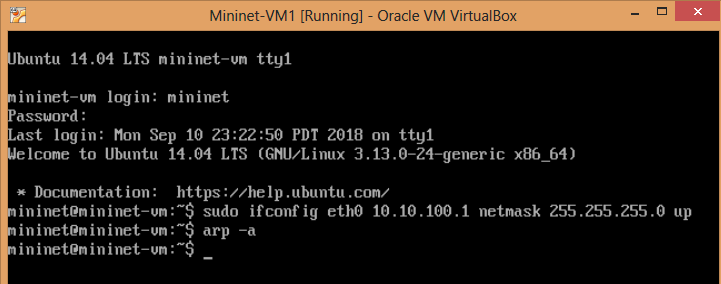 Mininet-VM1 [Running] - Oracle VM VirtualBox
Ubuntu 14.04 LTS mininet-vm tty1
mininet-vm login: mininet
Password:
Last login: Mon Sep 10 23:22:50 PDT 2018 on tty1
Welcome to Ubuntu 14.04 LTS (GNU/Linux 3.13.0-24-generic x86_64)
* Documentation:  https://help.ubuntu.com/
mininet@mininet-vm:~$ sudo ifconfig eth0 10.10.100.1 netmask 255.255.255.0 up
mininet@mininet-vm:~$ arp -a
mininet@mininet-vm:~$ _